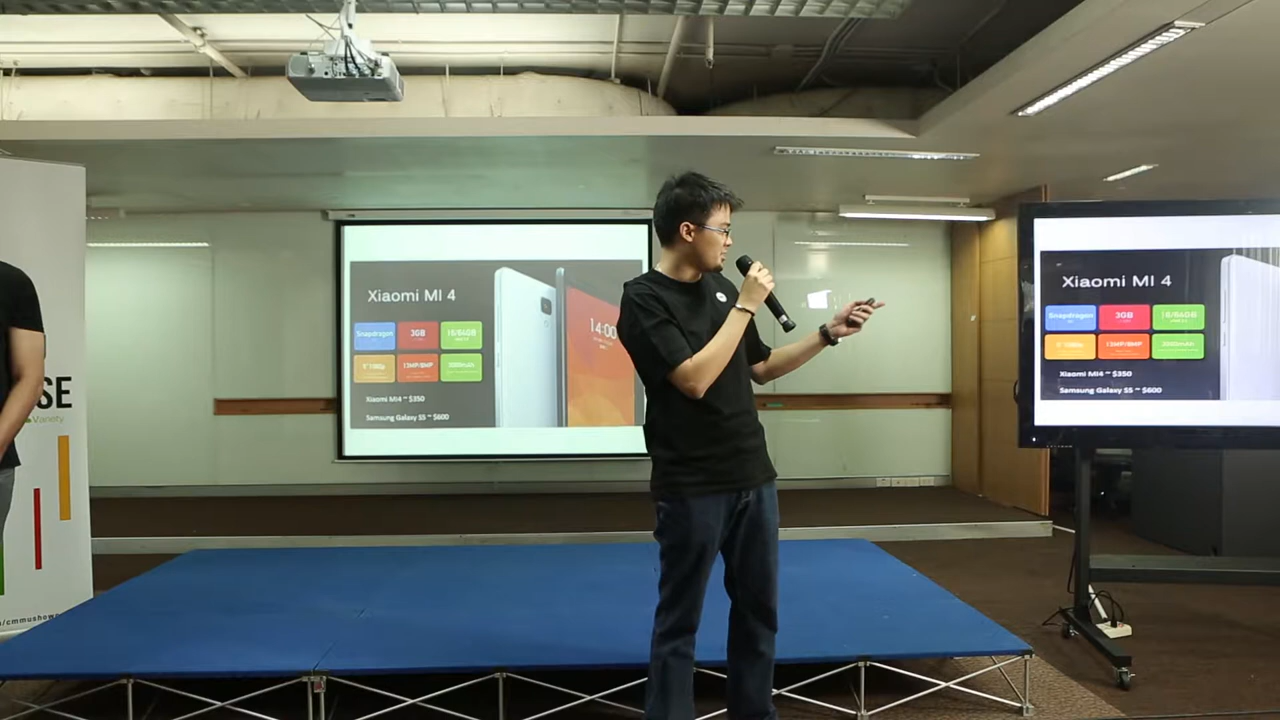 Xiaomi MI 4
Snapdragon
3GB
16/64GB
5" 1080p
13MP/8MP
3080mAh
Xiaomi MI4 ~ $350
Samsung Galaxy S5 ~ $600
14:00
Xiaomi MI 4
Snapdragon
3GB
16/64GB
5" 1080p
13MP/8MP
3080mAh
Xiaomi MI4 ~ $350
Samsung Galaxy S5 ~ $600
SE
Variety
/cmmushow